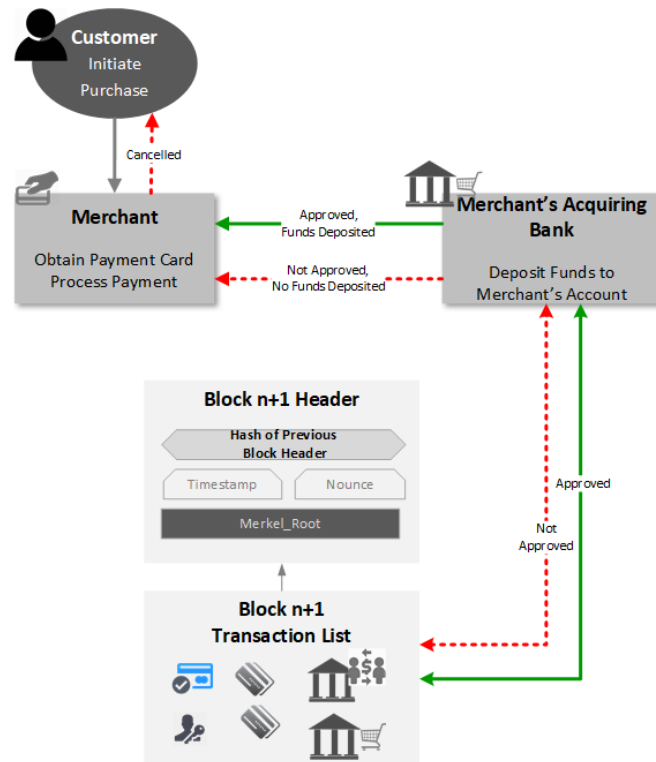 Customer
Initiate
Purchase
Cancelled
Merchant
Obtain Payment Card
Process Payment
Approved,
Funds Deposited
Not Approved,
No Funds Deposited
Merchant's Acquiring
Bank
Deposit Funds to
Merchant's Account
Block n+1 Header
Hash of Previous
Block Header
Timestamp
Nounce
Merkel_Root
Approved
Not
Approved
Block n+1
Transaction List
$